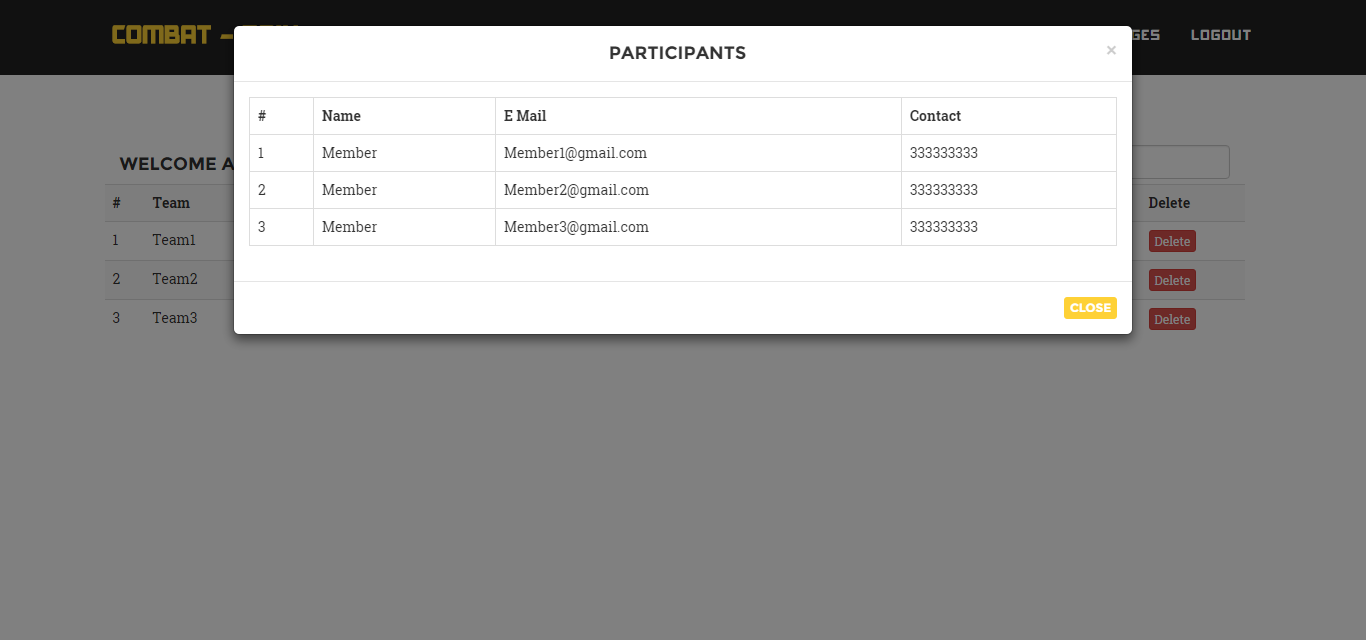 COMBAT -
GES LOGOUT
PARTICIPANTS ×
# Name E Mail Contact
1 Member Member1@gmail.com 333333333
2 Member Member2@gmail.com 333333333
3 Member Member3@gmail.com 333333333
CLOSE
WELCOME A
# Team Delete
1 Team1 Delete
2 Team2 Delete
3 Team3 Delete